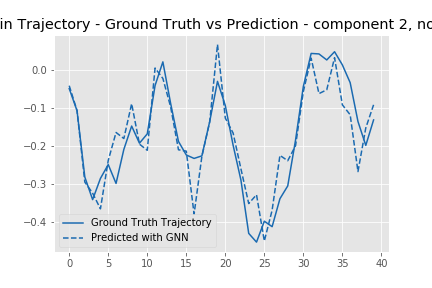 in Trajectory - Ground Truth vs Prediction - component 2, no
0.0
−0.1
−0.2
−0.3
−0.4
Ground Truth Trajectory
Predicted with GNN
0 5 10 15 20 25 30 35 40